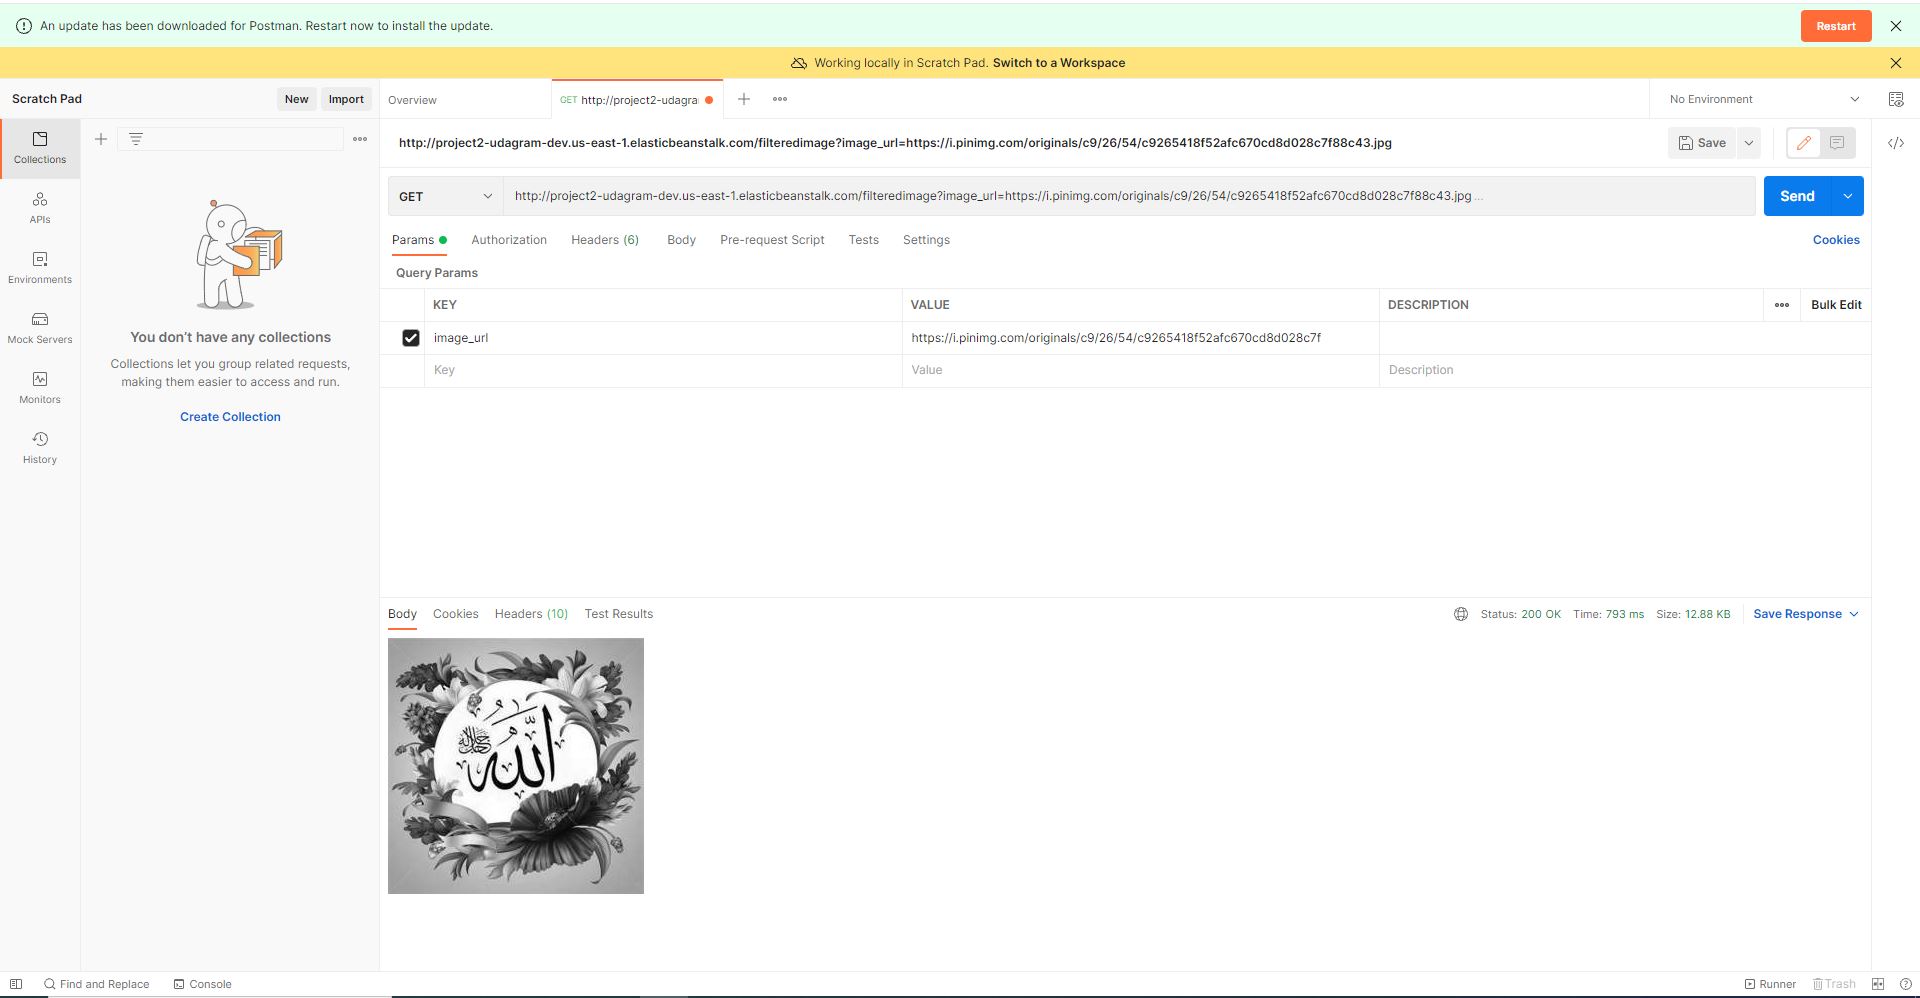 An update has been downloaded for Postman. Restart now to install the update.
Restart
Working locally in Scratch Pad. Switch to a Workspace
Scratch Pad
New
Import
Overview
GET http://project2-udagra
No Environment
Collections
http://project2-udagram-dev.us-east-1.elasticbeanstalk.com/filteredimage?image_url=https://i.pinimg.com/originals/c9/26/54/c9265418f52afc670cd8d028c7f88c43.jpg
Save
GET
http://project2-udagram-dev.us-east-1.elasticbeanstalk.com/filteredimage?image_url=https://i.pinimg.com/originals/c9/26/54/c9265418f52afc670cd8d028c7f88c43.jpg ...
Send
APIs
Environments
Mock Servers
Monitors
History
You don't have any collections
Collections let you group related requests,
making them easier to access and run.
Create Collection
Params
Authorization
Headers (6)
Body
Pre-request Script
Tests
Settings
Cookies
Query Params
KEY
VALUE
DESCRIPTION
Bulk Edit
image_url
https://i.pinimg.com/originals/c9/26/54/c9265418f52afc670cd8d028c7f
Key
Value
Description
Body
Cookies
Headers (10)
Test Results
Status: 200 OK
Time: 793 ms
Size: 12.88 KB
Save Response
الله
جل جلاله
Find and Replace
Console
Runner
Trash